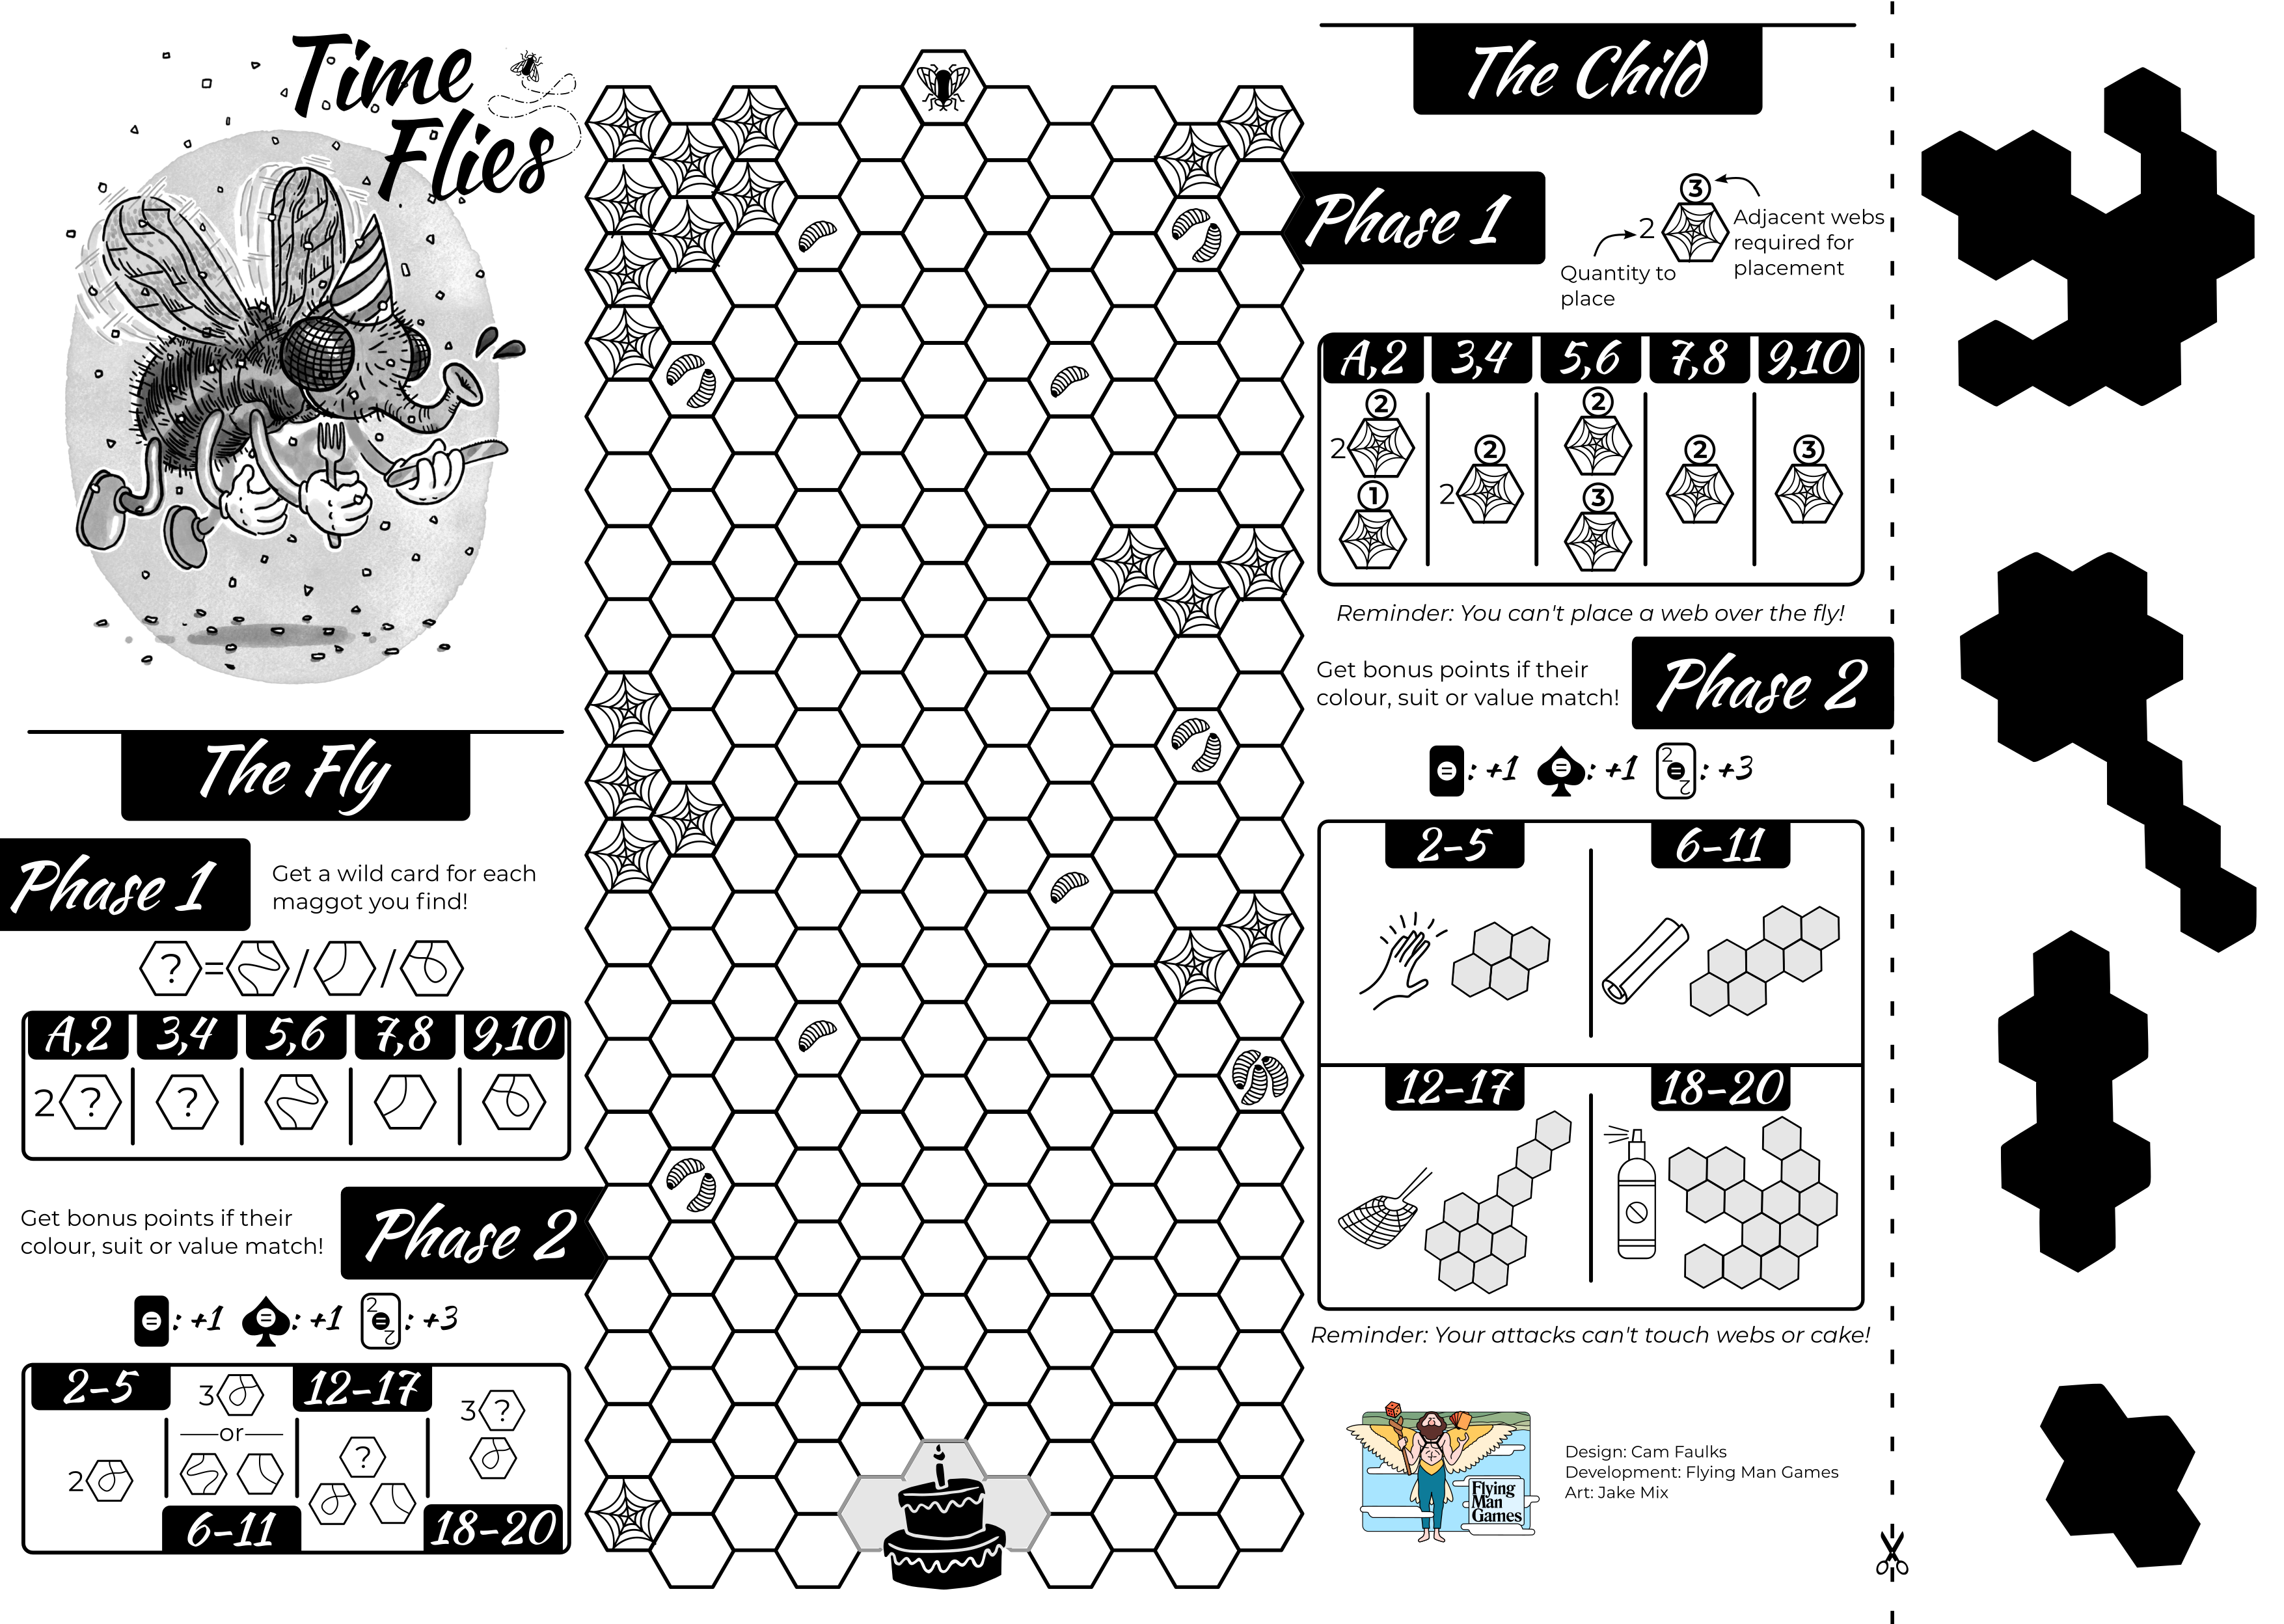 Time
Flies
The Fly
Phase 1
Get a wild card for each
maggot you find!
? = / /
A,2 3,4 5,6 7,8 9,10
2 ? ?
Get bonus points if their
colour, suit or value match!
Phase 2
= : +1 = : +1 2 = 2 : +3
2-5 12-17
3
or
2
?
3 ?
6-11 18-20
The Child
Phase 1
3
2
Adjacent webs
required for
placement
Quantity to
place
A,2 3,4 5,6 7,8 9,10
2 2 2 2 3
2 2
1 3
Reminder: You can't place a web over the fly!
Get bonus points if their
colour, suit or value match!
Phase 2
= : +1 = : +1 2 = 2 : +3
2-5 6-11
12-17 18-20
Reminder: Your attacks can't touch webs or cake!
Flying
Man
Games
Design: Cam Faulks
Development: Flying Man Games
Art: Jake Mix